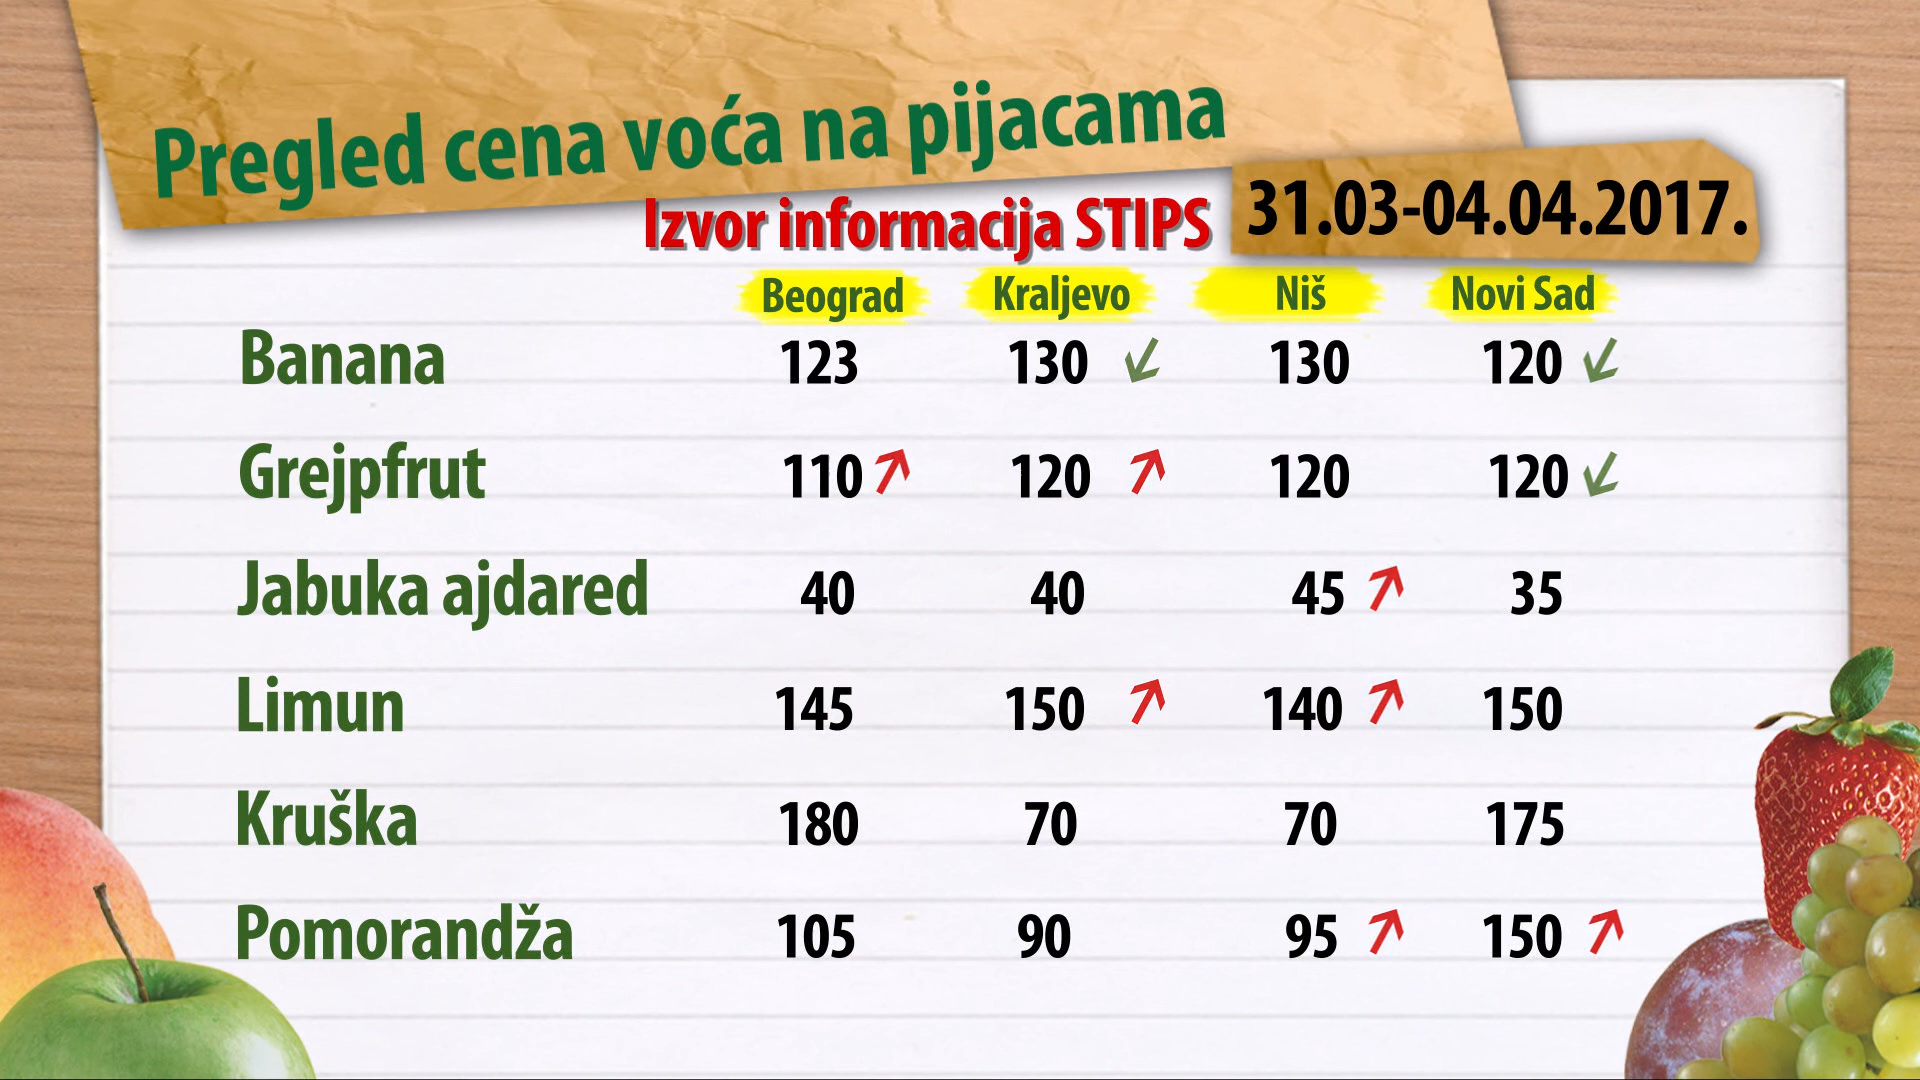 Pregled cena voća na pijacama
31.03-04.04.2017.
Izvor informacija STIPS
Beograd Kraljevo Niš Novi Sad
Banana 123 130 130 120
Grejpfrut 110 120 120 120
Jabuka ajdared 40 40 45 35
Limun 145 150 140 150
Kruška 180 70 70 175
Pomorandža 105 90 95 150